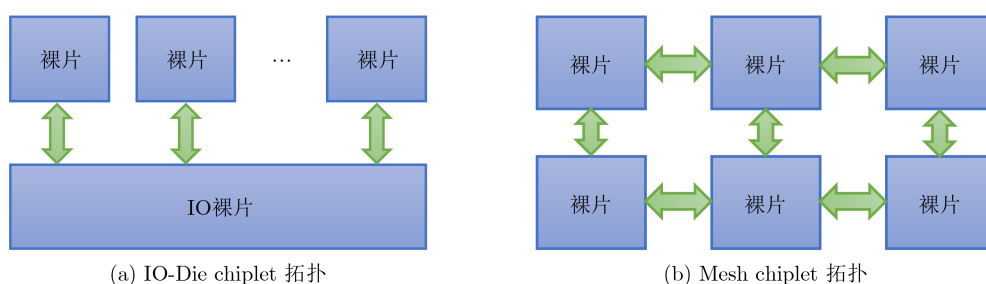 裸片 裸片 … 裸片
IO裸片
(a) IO-Die chiplet 拓扑
裸片 裸片 裸片
裸片 裸片 裸片
(b) Mesh chiplet 拓扑